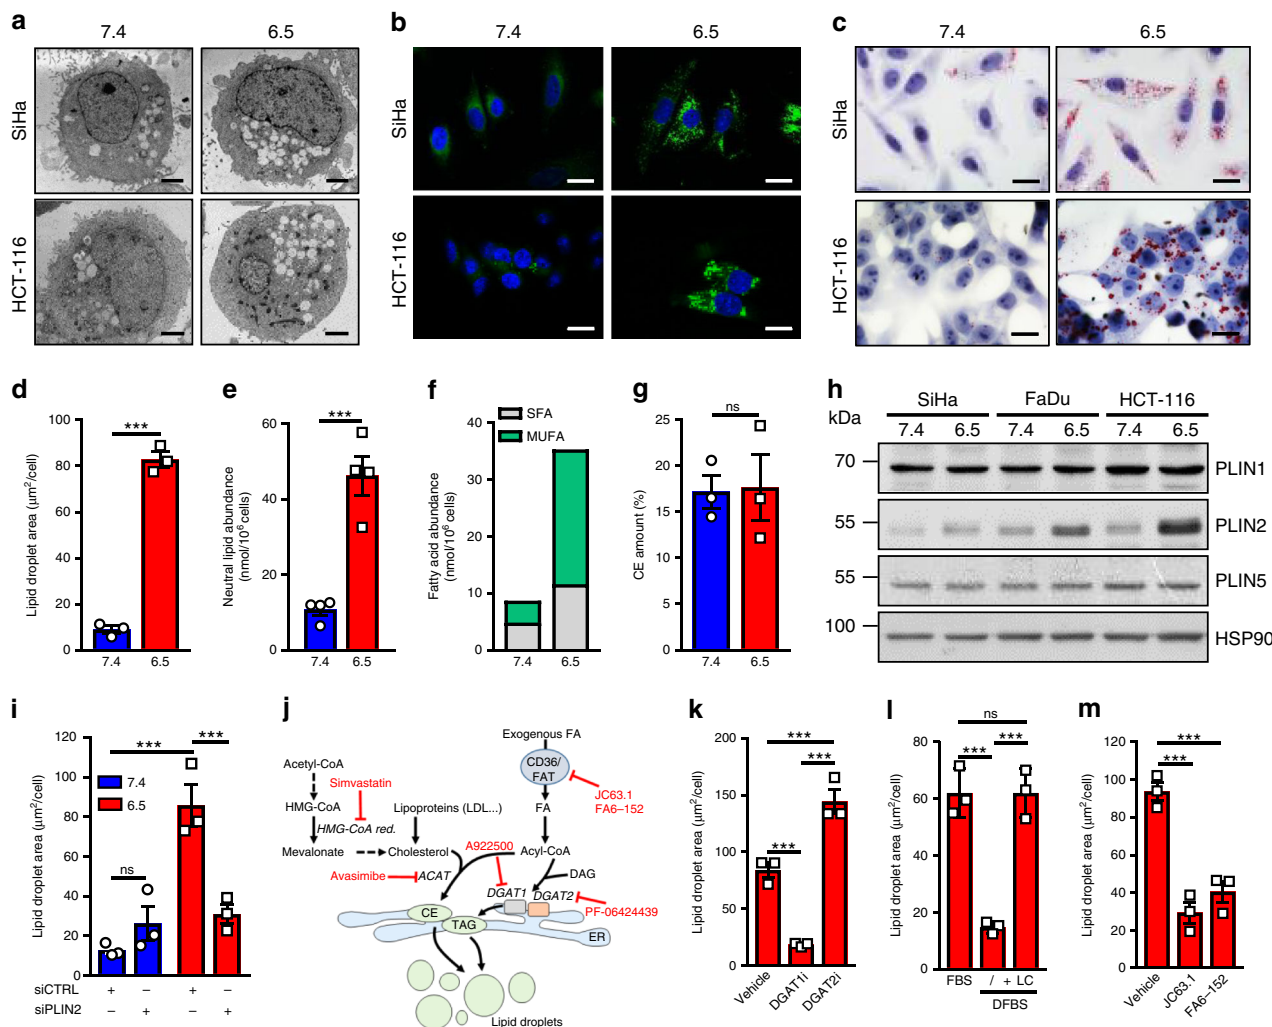 a
7.4
6.5
SiHa
HCT-116
b
7.4
6.5
SiHa
HCT-116
c
7.4
6.5
SiHa
HCT-116
d
Lipid droplet area (μm²/cell)
100
80
60
40
20
0
***
7.4
6.5
e
Neutral lipid abundance
(nmol/10⁶ cells)
60
40
20
0
***
7.4
6.5
f
SFA
MUFA
Fatty acid abundance
(nmol/10⁶ cells)
40
30
20
10
0
7.4
6.5
g
CE amount (%)
25
20
15
10
5
0
ns
7.4
6.5
h
SiHa
FaDu
HCT-116
kDa
7.4
6.5
7.4
6.5
7.4
6.5
70
PLIN1
55
PLIN2
55
PLIN5
100
HSP90
i
Lipid droplet area (μm²/cell)
120
100
80
60
40
20
0
7.4
6.5
***
***
ns
siCTRL + – + –
siPLIN2 – + – +
j
Exogenous FA
CD36/
FAT
JC63.1
FA6–152
FA
Acyl-CoA
DAG
Acetyl-CoA
Simvastatin
HMG-CoA
HMG-CoA red.
Lipoproteins (LDL...)
Mevalonate
Cholesterol
A922500
Avasimibe
ACAT
DGAT1
DGAT2
PF-06424439
CE
TAG
ER
Lipid droplets
k
Lipid droplet area (μm²/cell)
200
150
100
50
0
***
***
***
Vehicle
DGAT1i
DGAT2i
l
Lipid droplet area (μm²/cell)
80
60
40
20
0
ns
***
***
FBS
/
+ LC
DFBS
m
Lipid droplet area (μm²/cell)
120
100
80
60
40
20
0
***
***
Vehicle
JC63.1
FA6–152